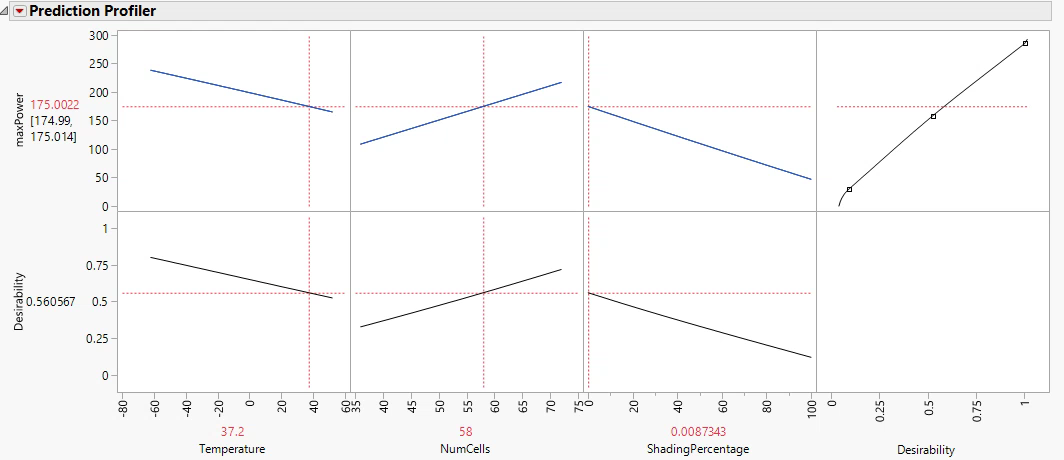 Prediction Profiler
maxPower
175.0022
[174.99,
175.014]
300
250
200
150
100
50
0
Desirability
0.560567
1
0.75
0.5
0.25
0
-80 -60 -40 -20 0 20 40 60
35 40 45 50 55 60 65 70 75
0 20 40 60 80 100
0 0.25 0.5 0.75 1
37.2 58 0.0087343
Temperature NumCells ShadingPercentage Desirability